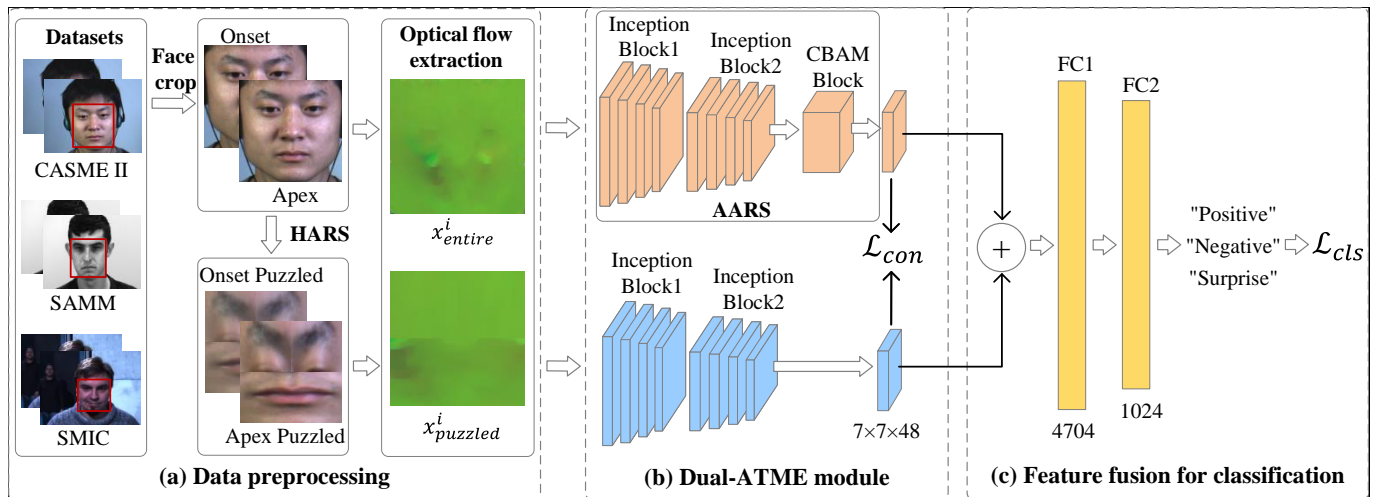 Datasets
CASME II
SAMM
SMIC
Face
crop
Onset
Apex
HARS
Onset Puzzled
Apex Puzzled
Optical flow
extraction
x^i_entire
x^i_puzzled
(a) Data preprocessing
Inception
Block1
Inception
Block2
CBAM
Block
AARS
ℒ_con
Inception
Block1
Inception
Block2
7×7×48
(b) Dual-ATME module
+
FC1
4704
FC2
1024
"Positive"
"Negative"
"Surprise"
ℒ_cls
(c) Feature fusion for classification